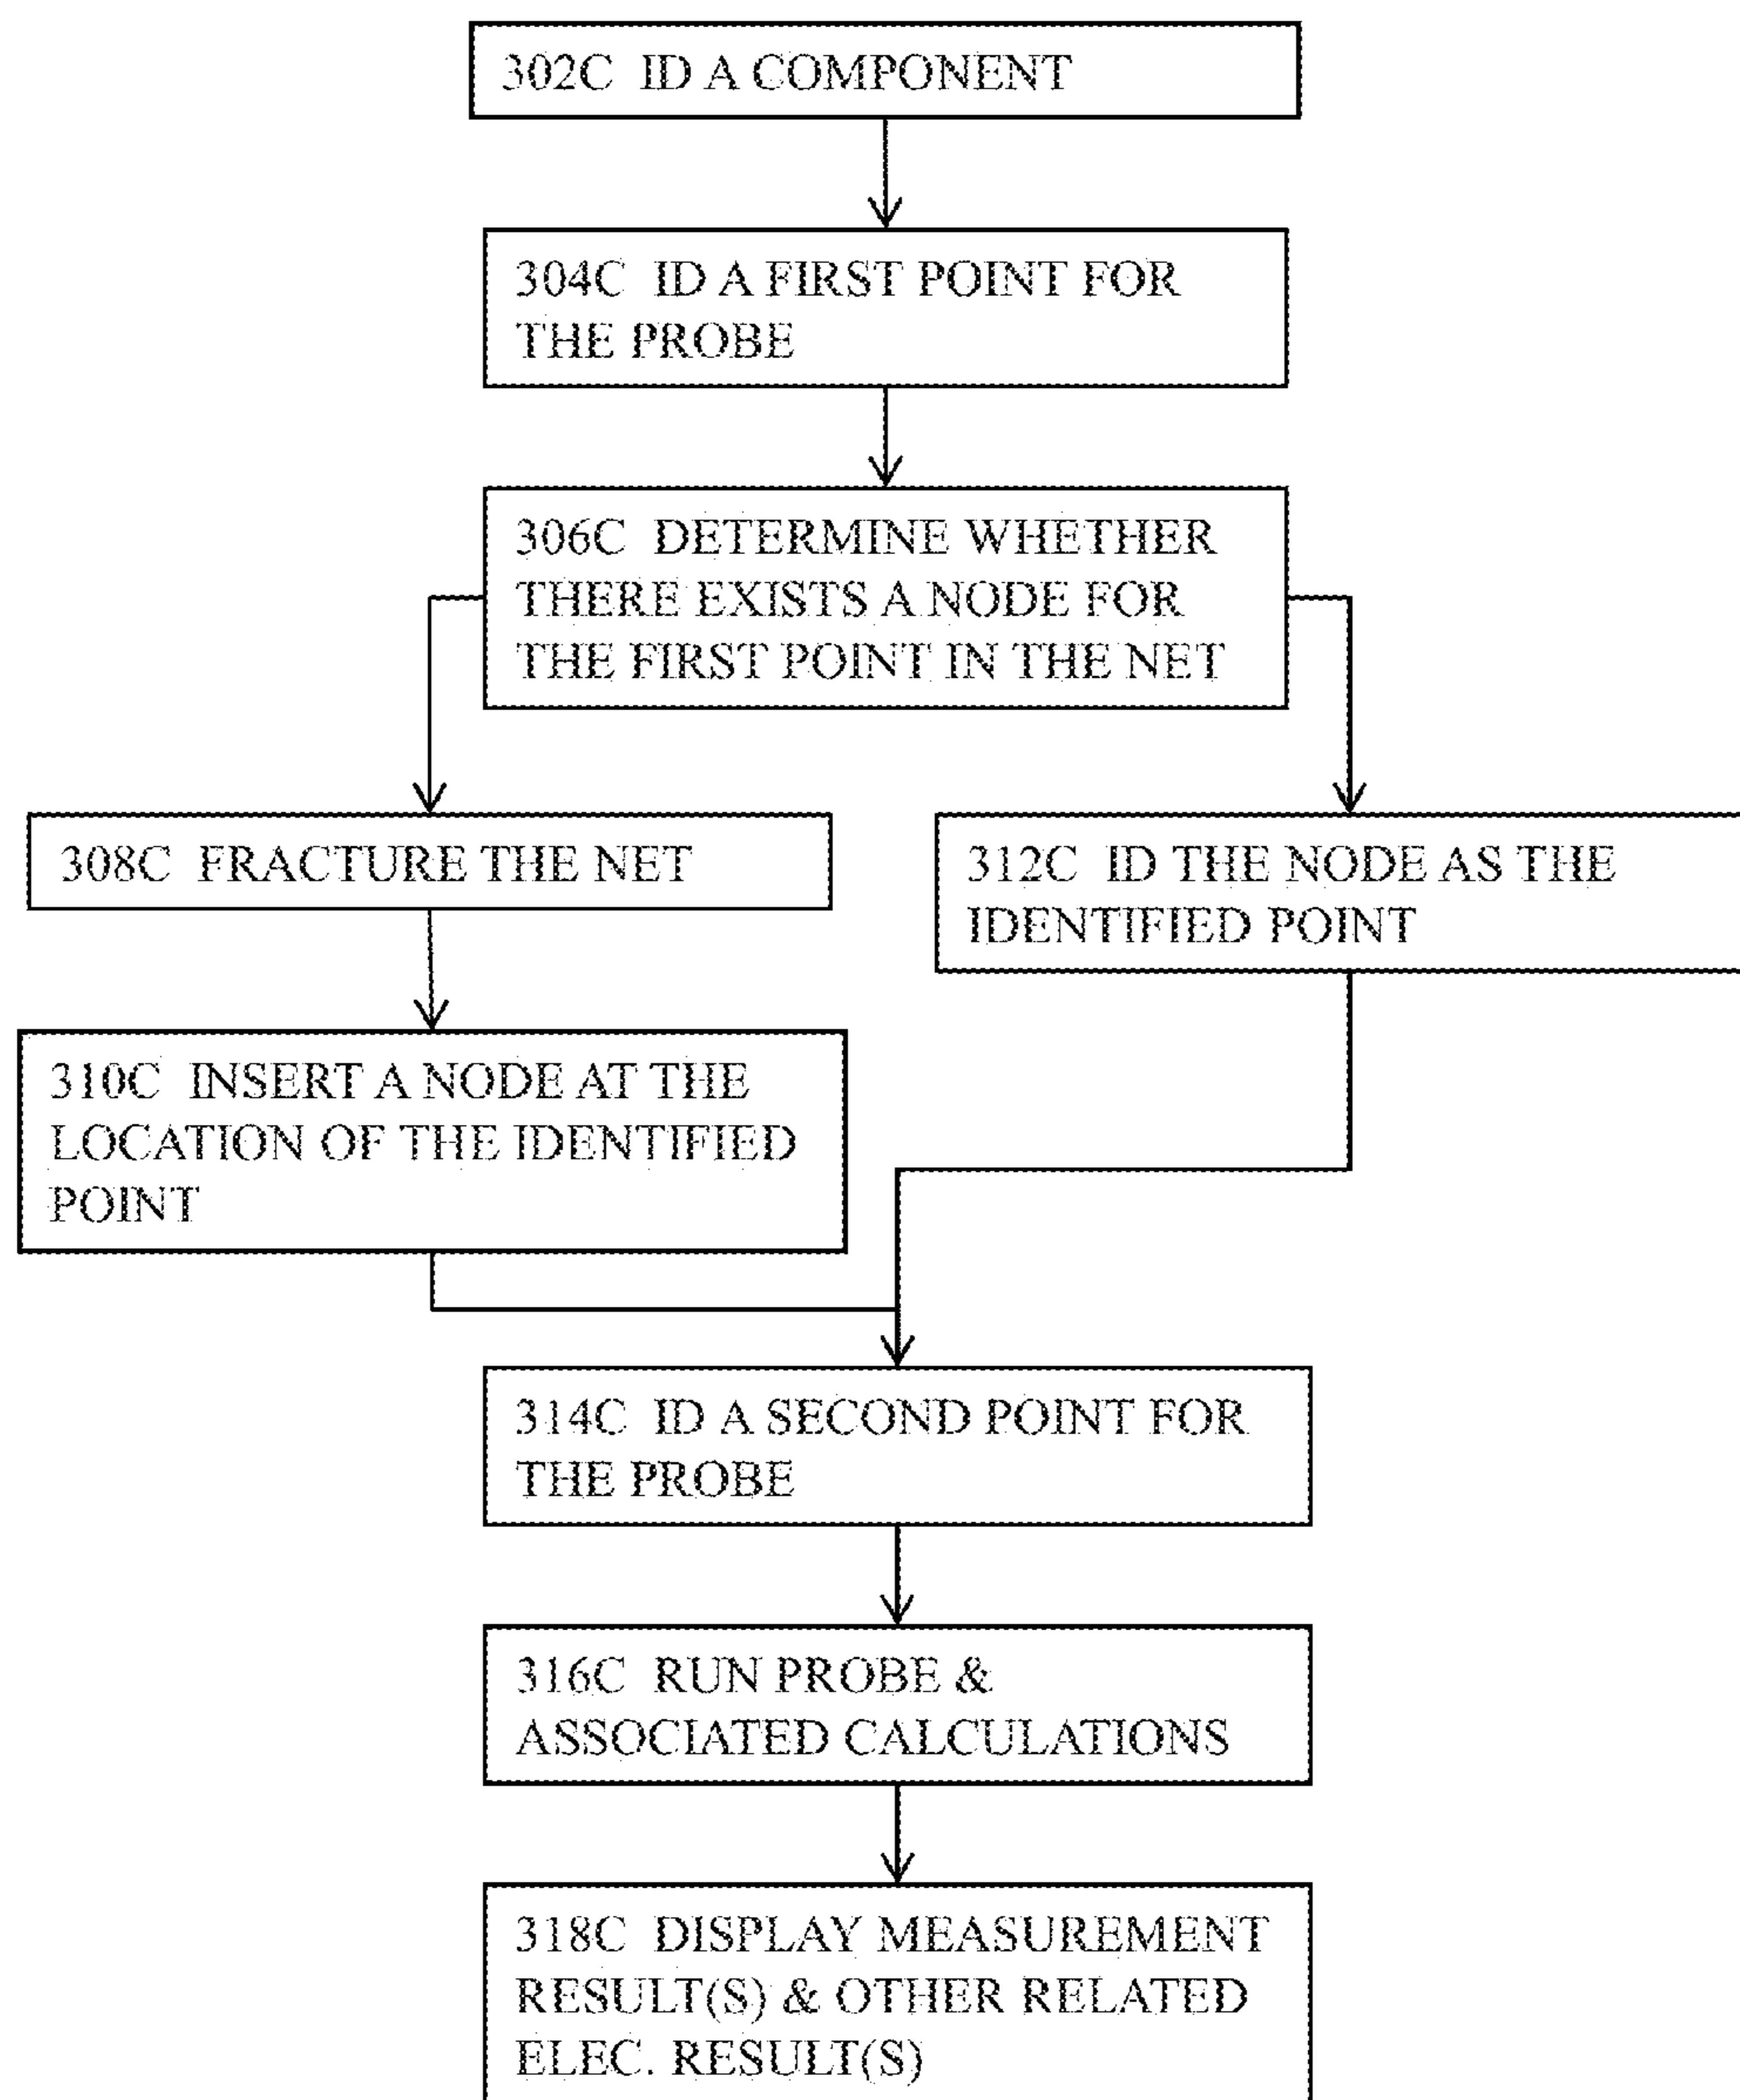 302C ID A COMPONENT
304C ID A FIRST POINT FOR
THE PROBE
306C DETERMINE WHETHER
THERE EXISTS A NODE FOR
THE FIRST POINT IN THE NET
308C FRACTURE THE NET
312C ID THE NODE AS THE
IDENTIFIED POINT
310C INSERT A NODE AT THE
LOCATION OF THE IDENTIFIED
POINT
314C ID A SECOND POINT FOR
THE PROBE
316C RUN PROBE &
ASSOCIATED CALCULATIONS
318C DISPLAY MEASUREMENT
RESULT(S) & OTHER RELATED
ELEC. RESULT(S)